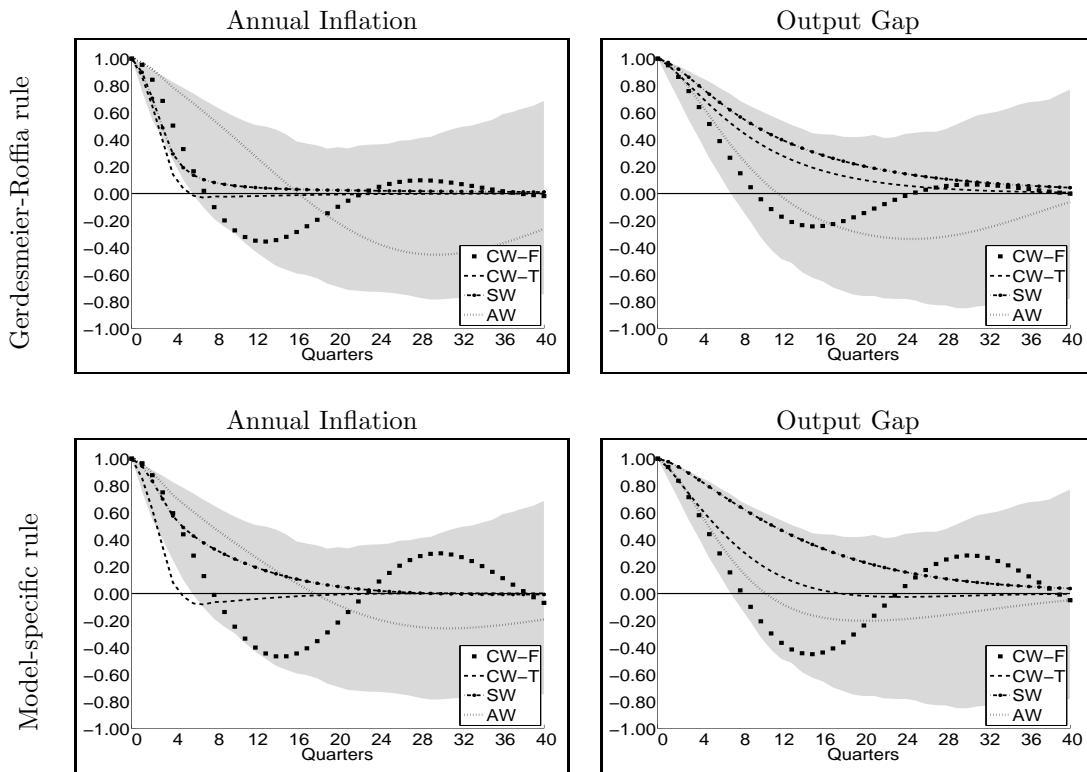 Annual Inflation
Output Gap
Gerdesmeier-Roffia rule
1.00
0.80
0.60
0.40
0.20
0.00
−0.20
−0.40
−0.60
−0.80
−1.00
0 4 8 12 16 20 24 28 32 36 40
Quarters
CW−F
CW−T
SW
AW
1.00
0.80
0.60
0.40
0.20
0.00
−0.20
−0.40
−0.60
−0.80
−1.00
0 4 8 12 16 20 24 28 32 36 40
Quarters
CW−F
CW−T
SW
AW
Annual Inflation
Output Gap
Model-specific rule
1.00
0.80
0.60
0.40
0.20
0.00
−0.20
−0.40
−0.60
−0.80
−1.00
0 4 8 12 16 20 24 28 32 36 40
Quarters
CW−F
CW−T
SW
AW
1.00
0.80
0.60
0.40
0.20
0.00
−0.20
−0.40
−0.60
−0.80
−1.00
0 4 8 12 16 20 24 28 32 36 40
Quarters
CW−F
CW−T
SW
AW